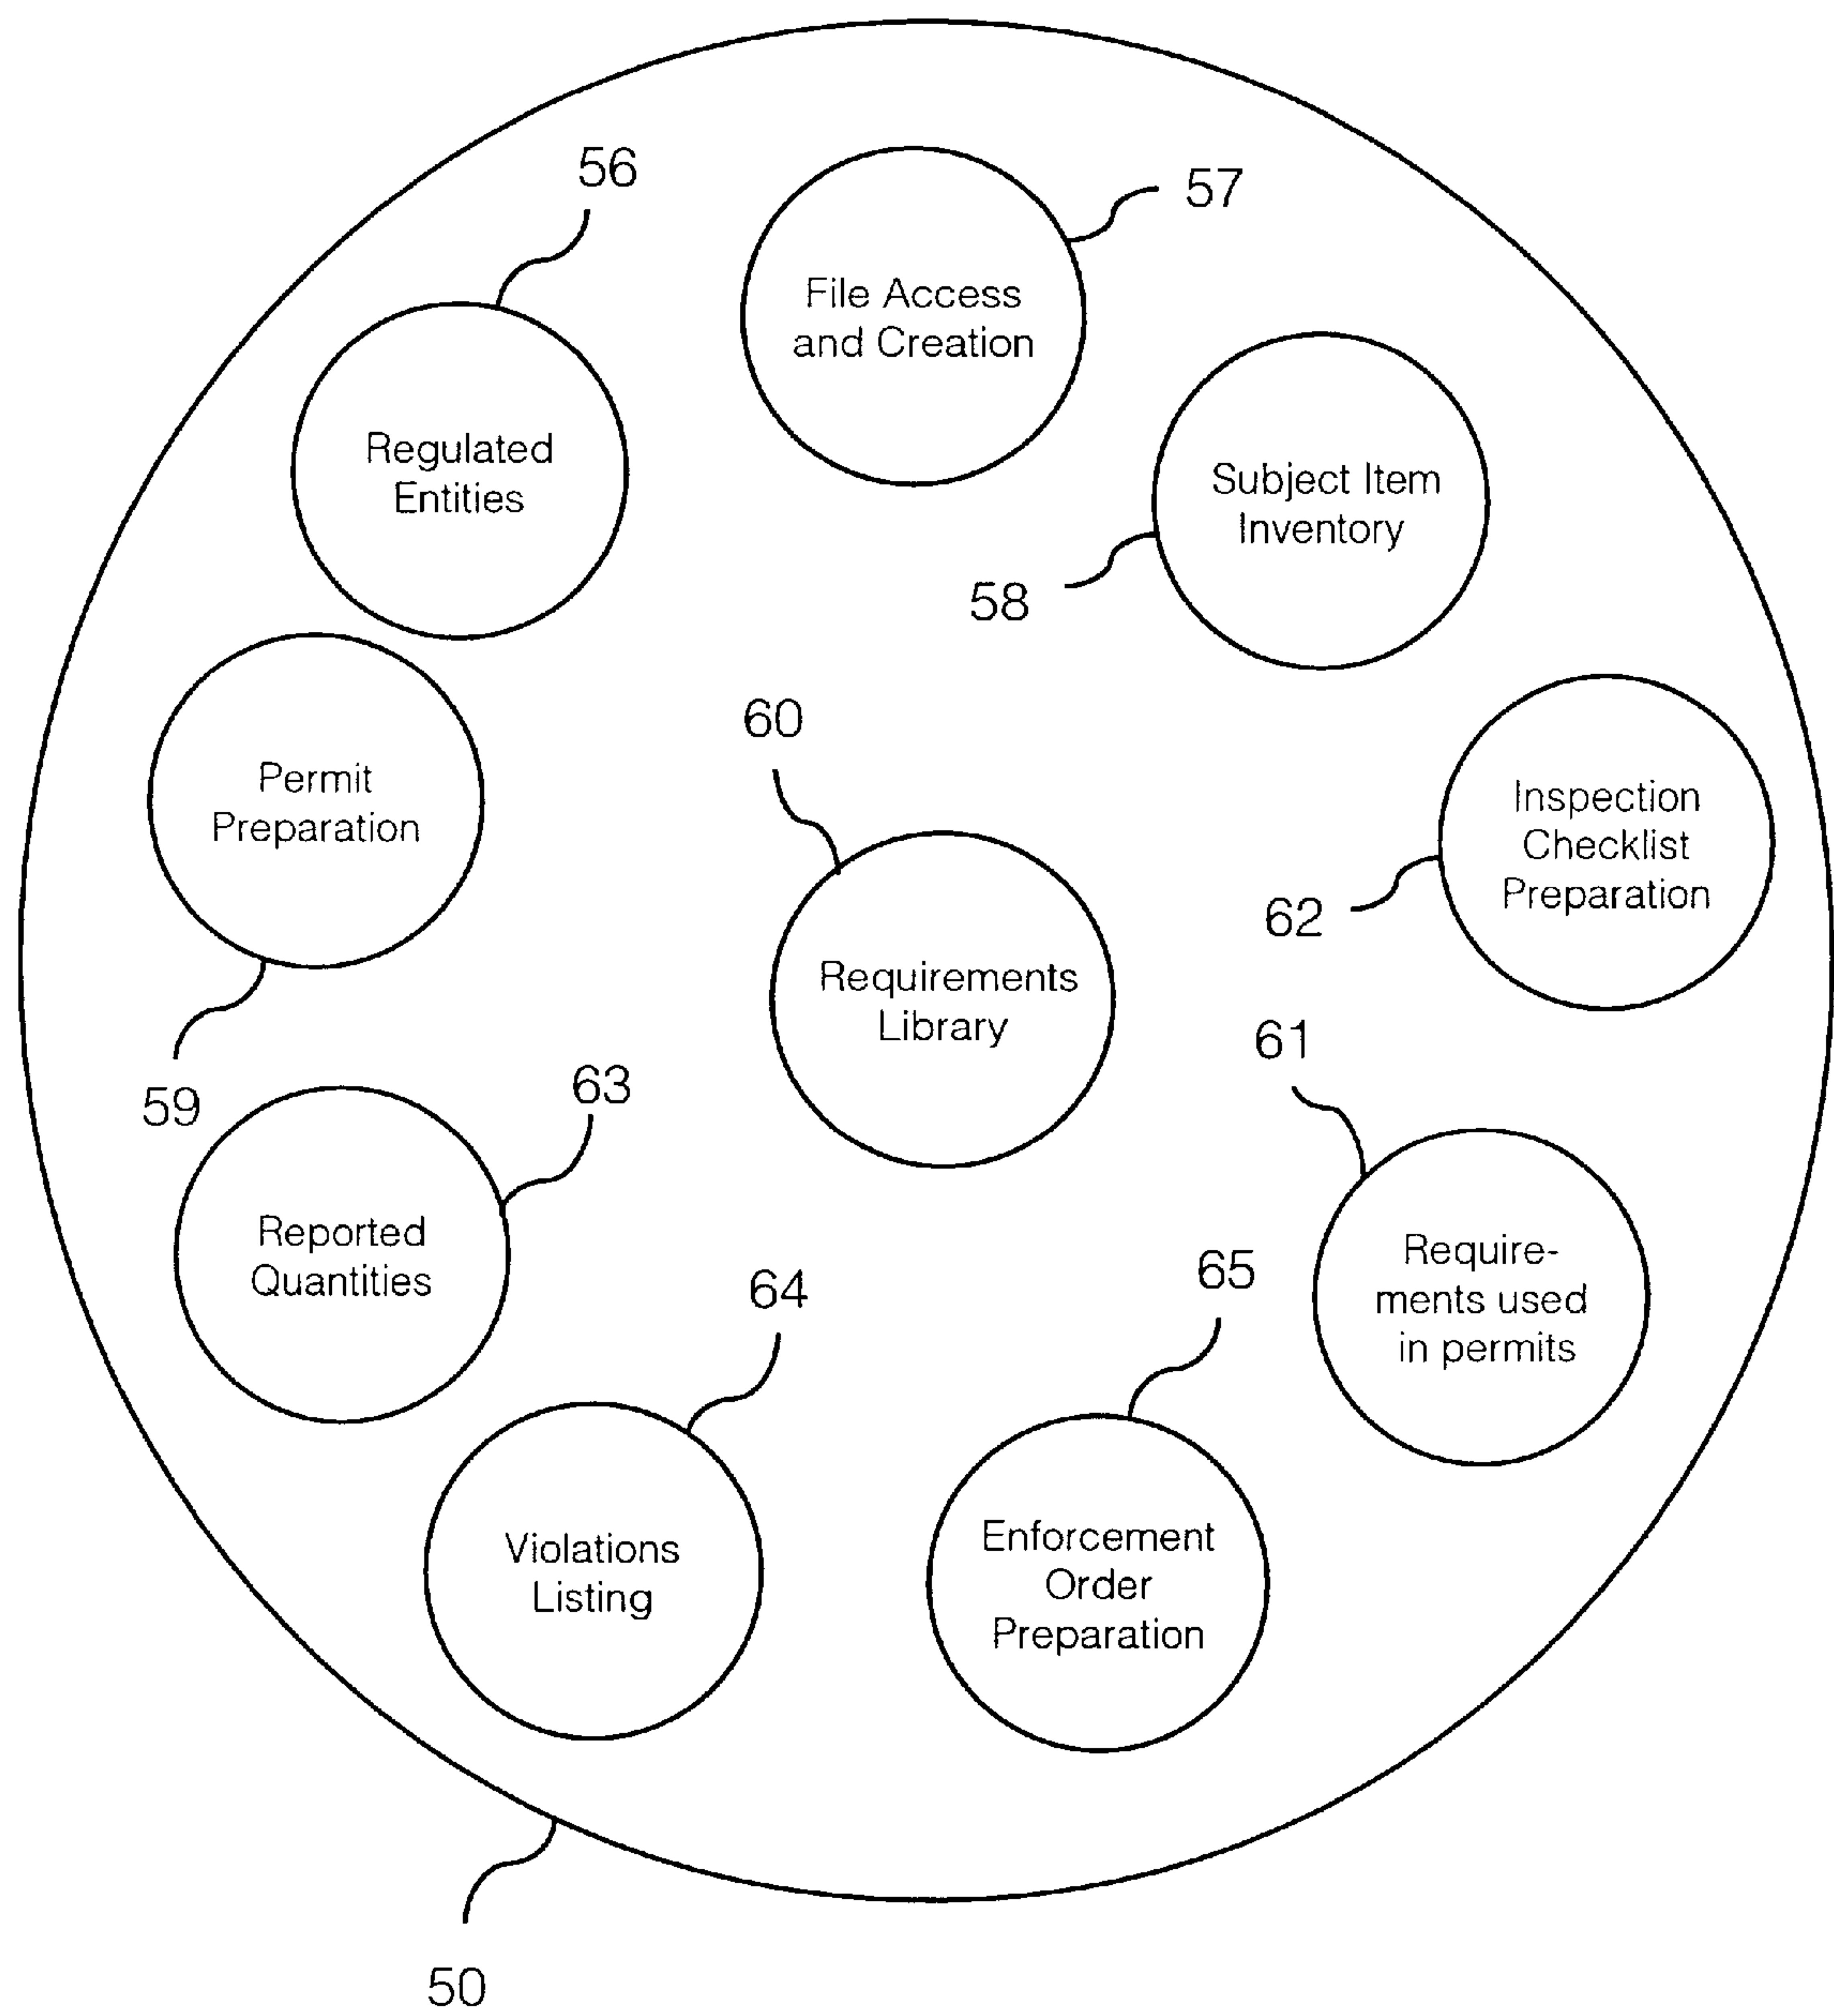 56
57
File Access
and Creation
Regulated
Entities
Subject Item
Inventory
58
60
Permit
Preparation
Inspection
Checklist
Preparation
62
Requirements
Library
61
59
63
Reported
Quantities
Require-
ments used
in permits
65
64
Violations
Listing
Enforcement
Order
Preparation
50